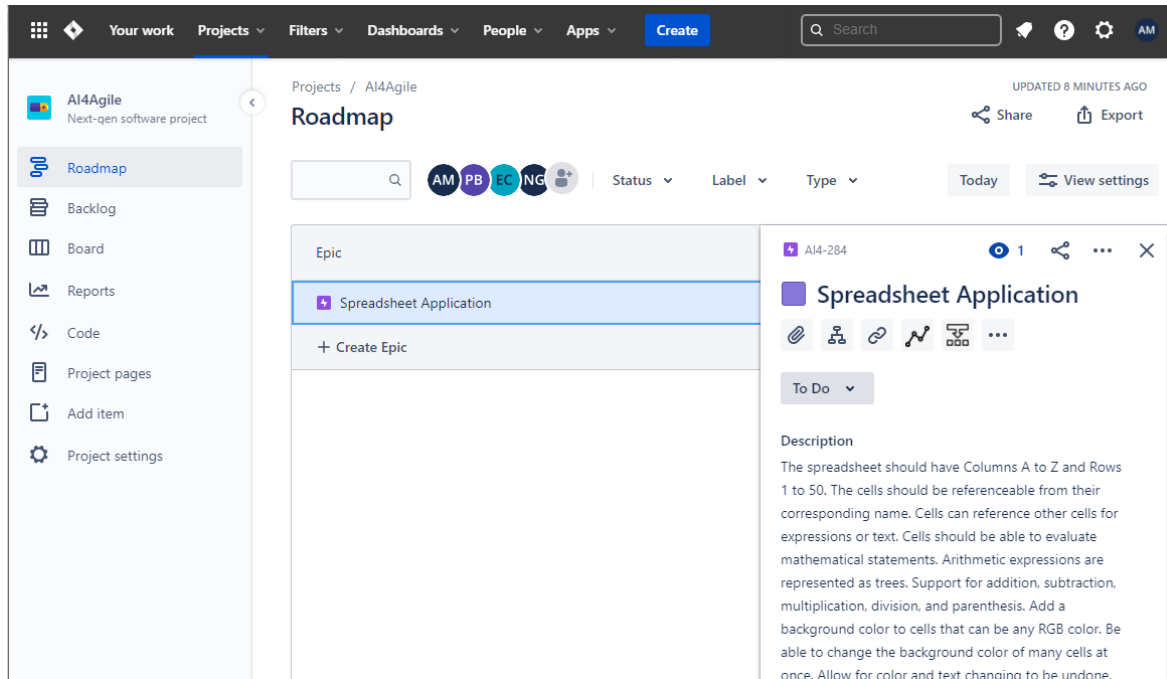 Your work Projects Filters Dashboards People Apps Create Search AM
AI4Agile
Next-gen software project
Roadmap
Backlog
Board
Reports
Code
Project pages
Add item
Project settings
Projects / AI4Agile
UPDATED 8 MINUTES AGO
Roadmap
Share Export
AM PB EC NG Status Label Type Today View settings
Epic
Spreadsheet Application
+ Create Epic
AI4-284 1
Spreadsheet Application
To Do
Description
The spreadsheet should have Columns A to Z and Rows
1 to 50. The cells should be referenceable from their
corresponding name. Cells can reference other cells for
expressions or text. Cells should be able to evaluate
mathematical statements. Arithmetic expressions are
represented as trees. Support for addition, subtraction,
multiplication, division, and parenthesis. Add a
background color to cells that can be any RGB color. Be
able to change the background color of many cells at
once. Allow for color and text changing to be undone.